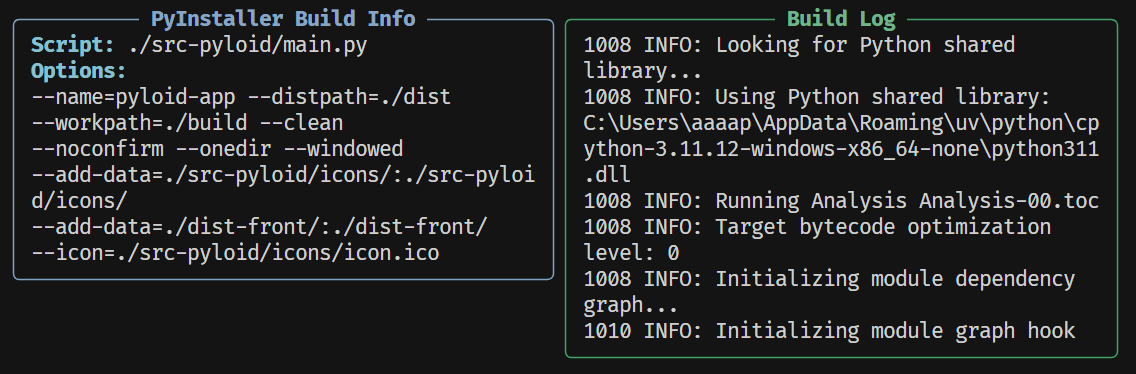 PyInstaller Build Info
Script: ./src-pyloid/main.py
Options:
--name=pyloid-app --distpath=./dist
--workpath=./build --clean
--noconfirm --onedir --windowed
--add-data=./src-pyloid/icons/:./src-pyloi
d/icons/
--add-data=./dist-front/:./dist-front/
--icon=./src-pyloid/icons/icon.ico
Build Log
1008 INFO: Looking for Python shared
library...
1008 INFO: Using Python shared library:
C:\Users\aaaap\AppData\Roaming\uv\python\cp
ython-3.11.12-windows-x86_64-none\python311
.dll
1008 INFO: Running Analysis Analysis-00.toc
1008 INFO: Target bytecode optimization
level: 0
1008 INFO: Initializing module dependency
graph...
1010 INFO: Initializing module graph hook